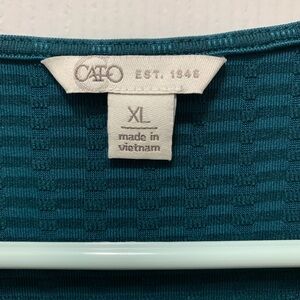 CATO EST. 1946
XL
made in
vietnam